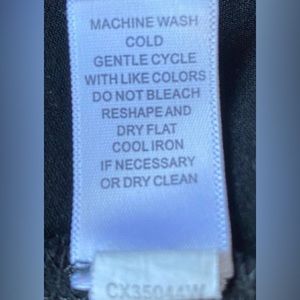 MACHINE WASH
COLD
GENTLE CYCLE
WITH LIKE COLORS
DO NOT BLEACH
RESHAPE AND
DRY FLAT
COOL IRON
IF NECESSARY
OR DRY CLEAN
CX35044W